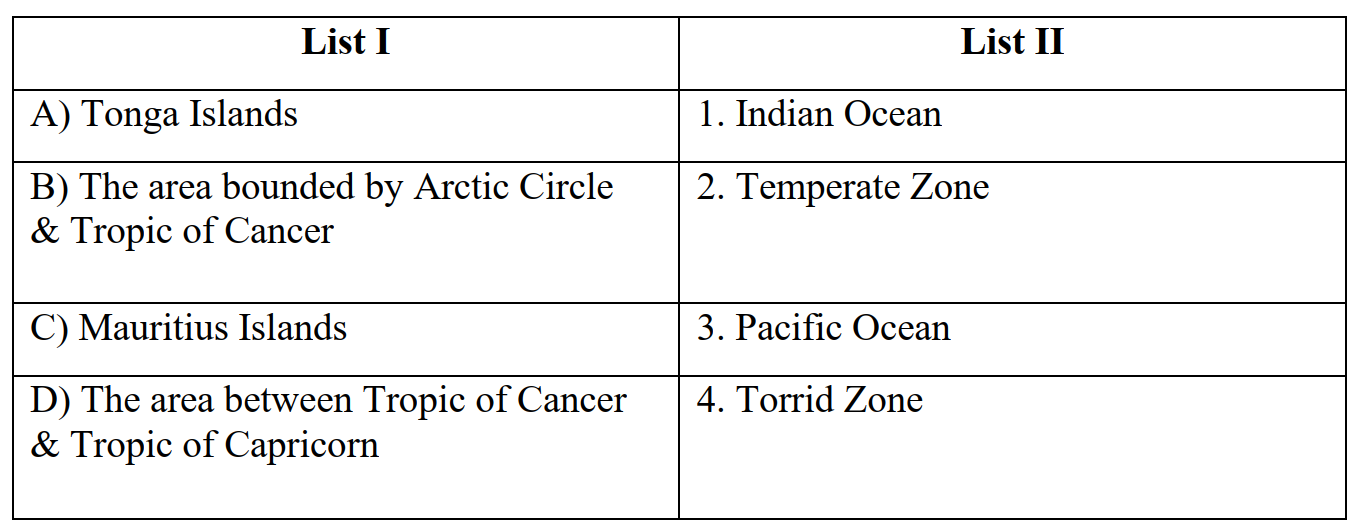 List I
List II
A) Tonga Islands
1. Indian Ocean
B) The area bounded by Arctic Circle
& Tropic of Cancer
2. Temperate Zone
C) Mauritius Islands
3. Pacific Ocean
D) The area between Tropic of Cancer
& Tropic of Capricorn
4. Torrid Zone